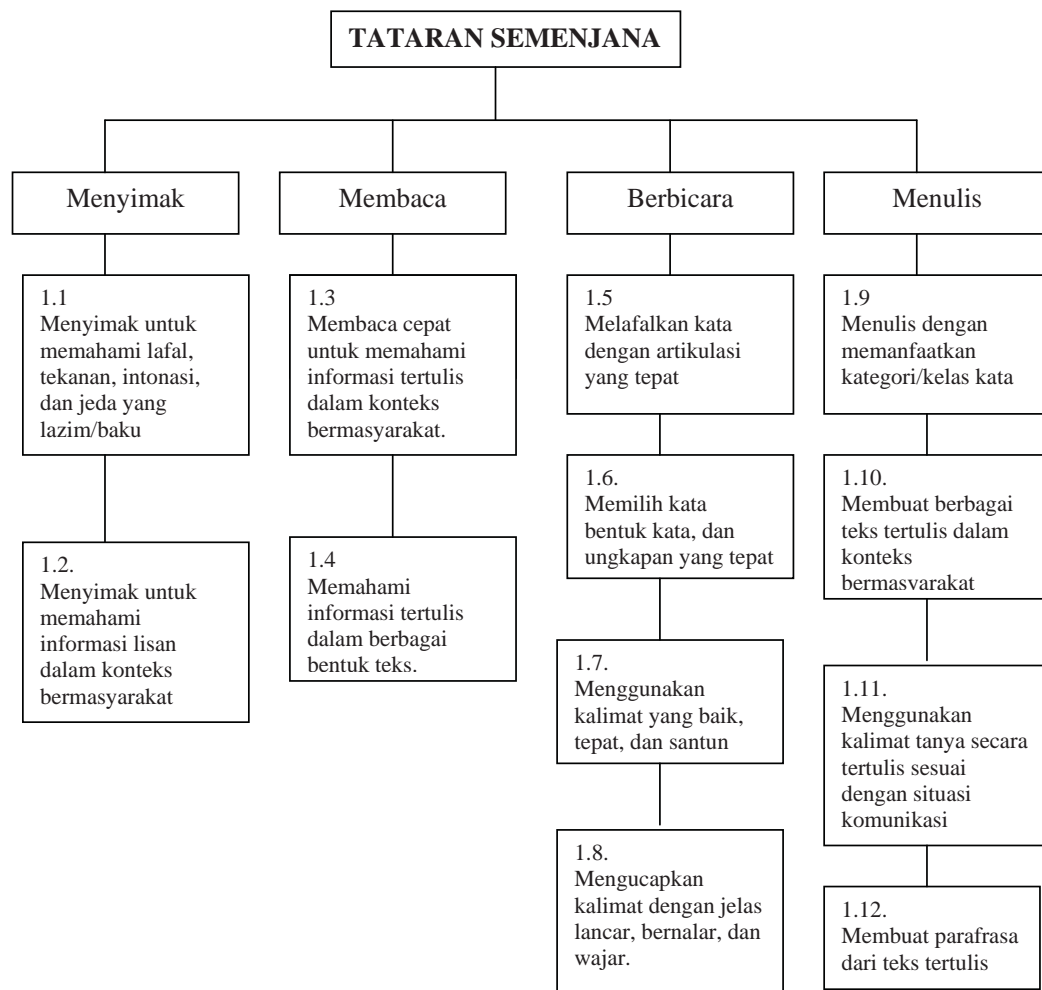 TATARAN SEMENJANA
Menyimak
Membaca
Berbicara
Menulis
1.1
Menyimak untuk
memahami lafal,
tekanan, intonasi,
dan jeda yang
lazim/baku
1.2.
Menyimak untuk
memahami
informasi lisan
dalam konteks
bermasyarakat
1.3
Membaca cepat
untuk memahami
informasi tertulis
dalam konteks
bermasyarakat.
1.4
Memahami
informasi tertulis
dalam berbagai
bentuk teks.
1.5
Melafalkan kata
dengan artikulasi
yang tepat
1.6.
Memilih kata
bentuk kata, dan
ungkapan yang tepat
1.7.
Menggunakan
kalimat yang baik,
tepat, dan santun
1.8.
Mengucapkan
kalimat dengan jelas
lancar, bernalar, dan
wajar.
1.9
Menulis dengan
memanfaatkan
kategori/kelas kata
1.10.
Membuat berbagai
teks tertulis dalam
konteks
bermasvarakat
1.11.
Menggunakan
kalimat tanya secara
tertulis sesuai
dengan situasi
komunikasi
1.12.
Membuat parafrasa
dari teks tertulis